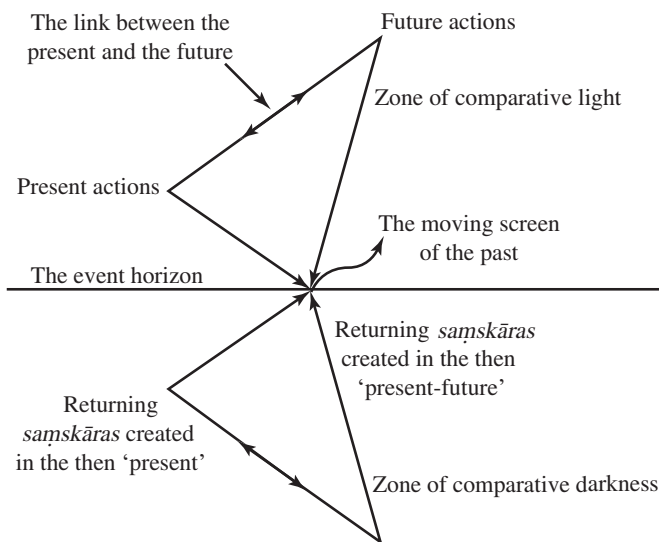 The link between the
present and the future
Future actions
Zone of comparative light
Present actions
The moving screen
of the past
The event horizon
Returning saṃskāras
created in the then
‘present-future’
Returning
saṃskāras created
in the then ‘present’
Zone of comparative darkness